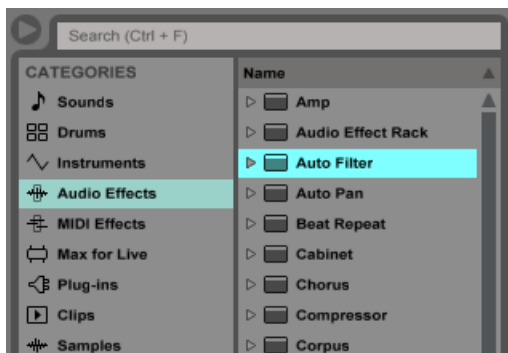 Search (Ctrl + F)
CATEGORIES
Sounds
Drums
Instruments
Audio Effects
MIDI Effects
Max for Live
Plug-ins
Clips
Samples
Name
Amp
Audio Effect Rack
Auto Filter
Auto Pan
Beat Repeat
Cabinet
Chorus
Compressor
Corpus